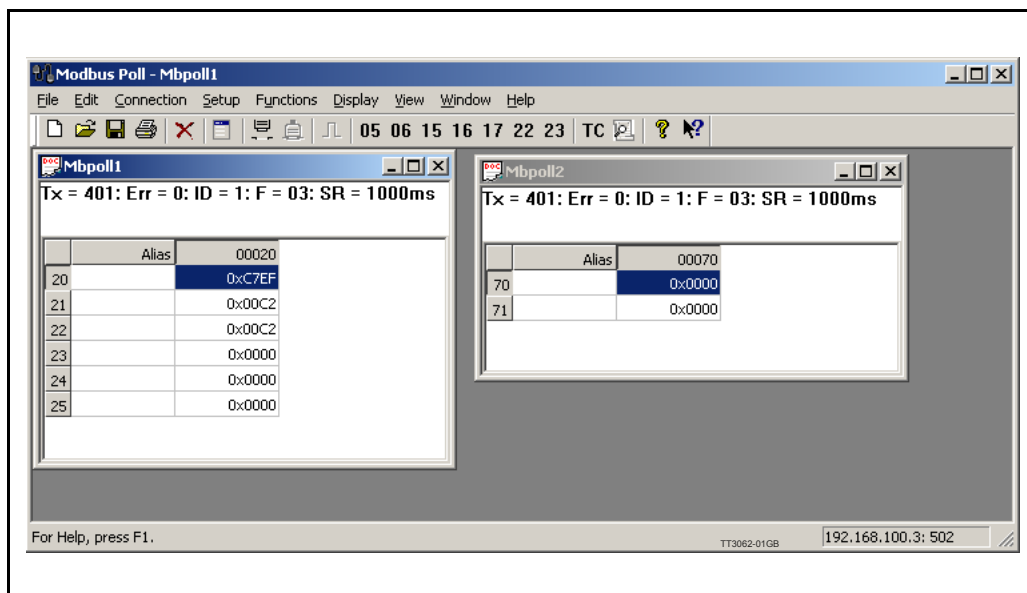 Modbus Poll - Mbpoll1
File Edit Connection Setup Functions Display View Window Help
05 06 15 16 17 22 23 TC
Mbpoll1
Tx = 401: Err = 0: ID = 1: F = 03: SR = 1000ms
Alias 00020
20 0xC7EF
21 0x00C2
22 0x00C2
23 0x0000
24 0x0000
25 0x0000
Mbpoll2
Tx = 401: Err = 0: ID = 1: F = 03: SR = 1000ms
Alias 00070
70 0x0000
71 0x0000
For Help, press F1.
TT3062-01GB
192.168.100.3: 502